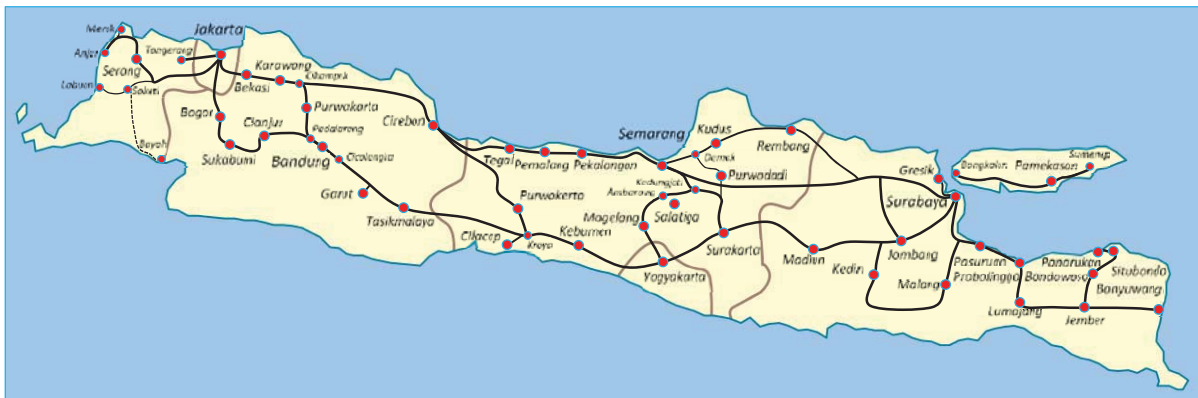 Merak
Jakarta
Anjer
Tangerang
Serang
Karawang
Cikampek
Labuan
Saketi
Bekasi
Bogor
Purwakarta
Cianjur
Padalarang
Cirebon
Bayah
Sukabumi
Bandung
Cicalengka
Garut
Tasikmalaya
Semarang
Kudus
Rembang
Demak
Tegal
Pemalang
Pekalongan
Purwodadi
Gresik
Bangkalan
Pamekasan
Sumenep
Kedungjati
Ambarawa
Surabaya
Purwokerto
Salatiga
Magelang
Cilacap
Kroya
Kebumen
Surakarta
Madiun
Jombang
Kediri
Yogyakarta
Malang
Pasuruan
Probolinggo
Panarukan
Bondowoso
Situbondo
Banyuwangi
Lumajang
Jember